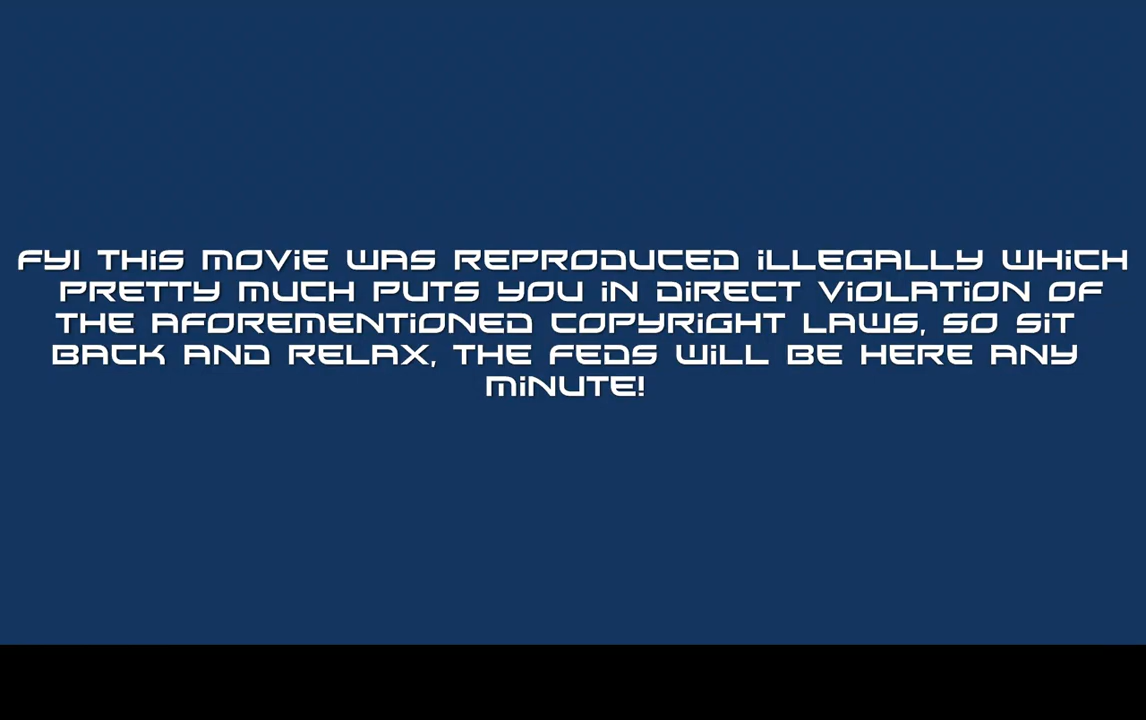 FYI THiS MOViE WAS REPRODUCED iLLEGALLY WHiCH
PRETTY MUCH PUTS YOU iN DiRECT ViOLATiON OF
THE AFOREMENTiONED COPYRiGHT LAWS, SO SiT
BACK AND RELAX, THE FEDS WiLL BE HERE ANY
MiNUTE!